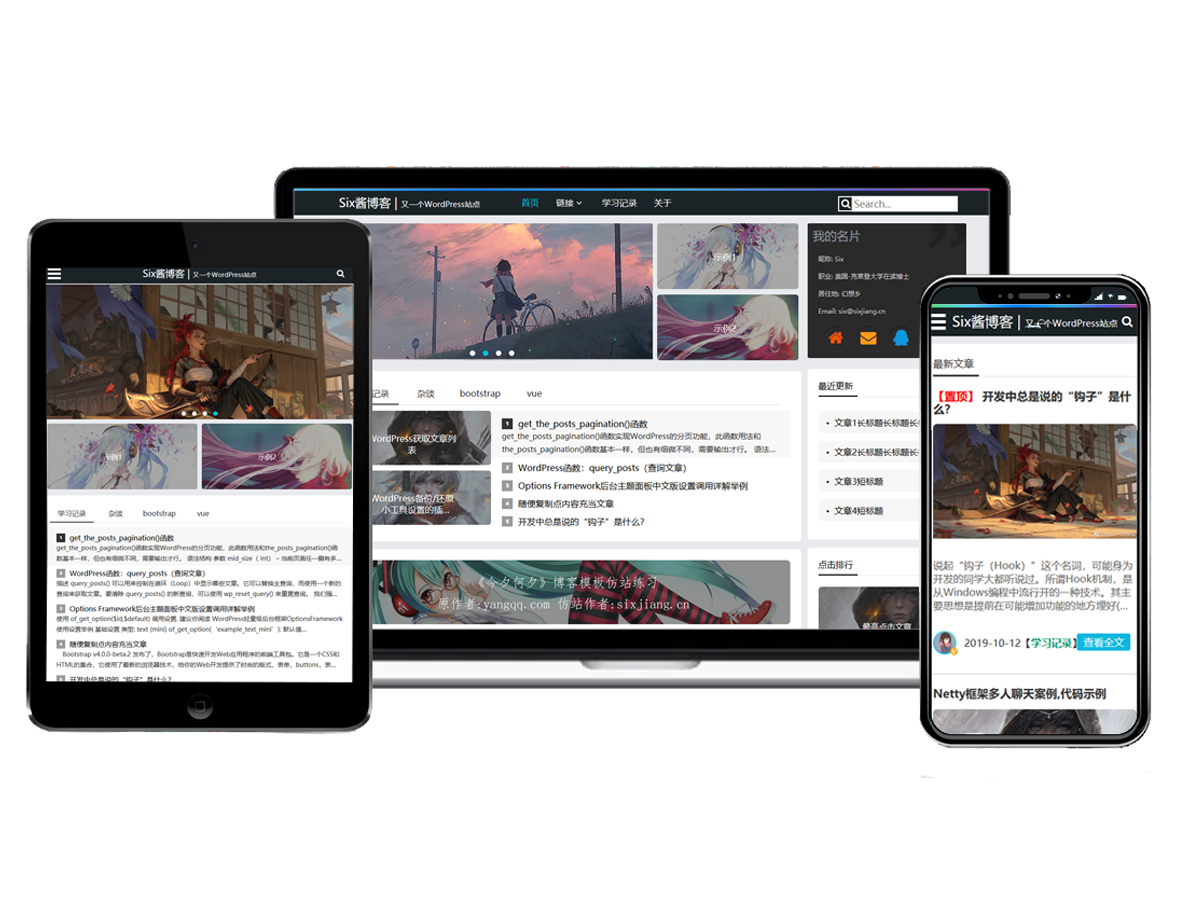 Six酱博客 | 又一个WordPress站点
首页
链接
学习记录
关于
Search...
示例1
示例2
我的名片
昵称: Six
职业: 美国-克莱登大学在读博士
居住地: 幻想乡
Email: six@sixjiang.cn
记录
杂谈
bootstrap
vue
WordPress获取文章列
表
WordPress备份/还原
小工具设置的插...
1 get_the_posts_pagination()函数
get_the_posts_pagination()函数实现WordPress的分页功能，此函数用法和
the_posts_pagination()函数基本一样，但也有细微不同，需要输出才行。 语法...
2 WordPress函数：query_posts（查询文章）
3 Options Framework后台主题面板中文版设置调用详解举例
4 随便复制点内容充当文章
5 开发中总是说的“钩子”是什么?
最近更新
• 文章1长标题长标题长
• 文章2长标题长标题长
• 文章3短标题
• 文章4短标题
《今夕何夕》博客模板仿站练习
原作者:yangqq.com 仿站作者:sixjiang.cn
点击排行
最高点击文章
Six酱博客 | 又一个WordPress站点
示例1
示例2
学习记录
杂谈
bootstrap
vue
1 get_the_posts_pagination()函数
get_the_posts_pagination()函数实现WordPress的分页功能，此函数用法和the_posts_pagination()函
数基本一样，但也有细微不同，需要输出才行。 语法结构 参数 mid_size（ int） – 当前页面任一侧有多...
2 WordPress函数：query_posts（查询文章）
描述 query_posts() 可以用来控制在循环（Loop）中显示哪些文章。它可以替换主查询，而使用一个新的
查询来获取文章。要清除 query_posts() 的新查询，可以使用 wp_reset_query() 来重置查询。 我们强...
3 Options Framework后台主题面板中文版设置调用详解举例
使用 of_get_option($id,$default) 调用设置. 建议你阅读 WordPress轻量级后台框架OptionsFramework
使用设置举例 基础设置 类型: text (mini) of_get_option(‘example_text_mini’); 默认值...
4 随便复制点内容充当文章
Bootstrap v4.0.0-beta.2 发布了，Bootstrap是快速开发Web应用程序的前端工具包。它是一个CSS和
HTML的集合，它使用了最新的浏览器技术，给你的Web开发提供了时尚的版式，表单，buttons，表...
5 开发中总是说的“钩子”是什么?
Six酱博客 | 又一个WordPress站点
最新文章
【置顶】 开发中总是说的“钩子”是什
么?
说起“钩子（Hook）”这个名词，可能身为
开发的同学大都听说过。所谓Hook机制，是
从Windows编程中流行开的一种技术。其主
要思想是提前在可能增加功能的地方埋好(...
2019-10-12【学习记录】查看全文
Netty框架多人聊天案例,代码示例